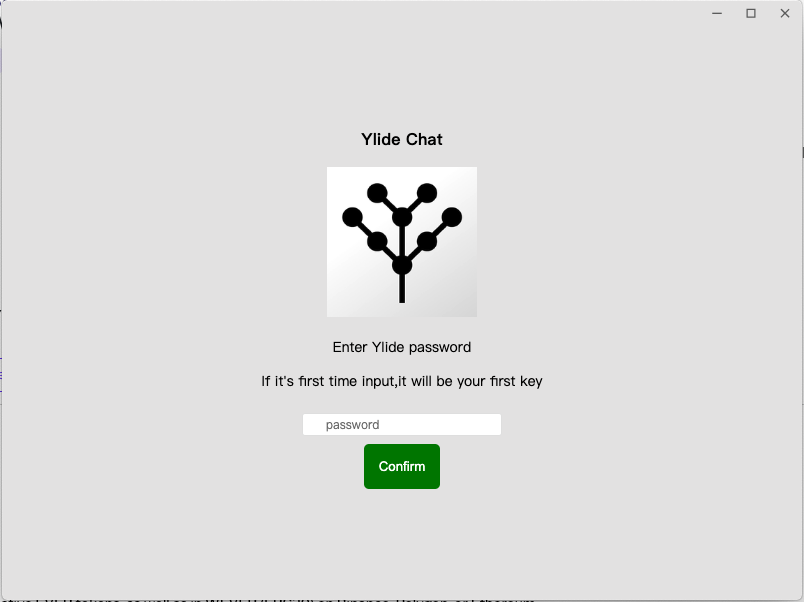 Ylide Chat
Enter Ylide password
If it's first time input,it will be your first key
password
Confirm